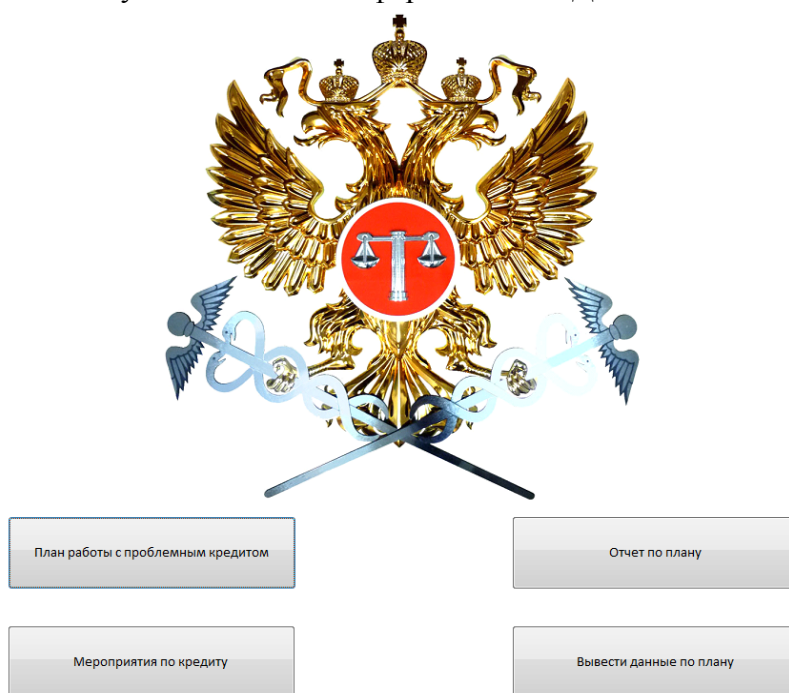 План работы с проблемным кредитом
Отчет по плану
Мероприятия по кредиту
Вывести данные по плану